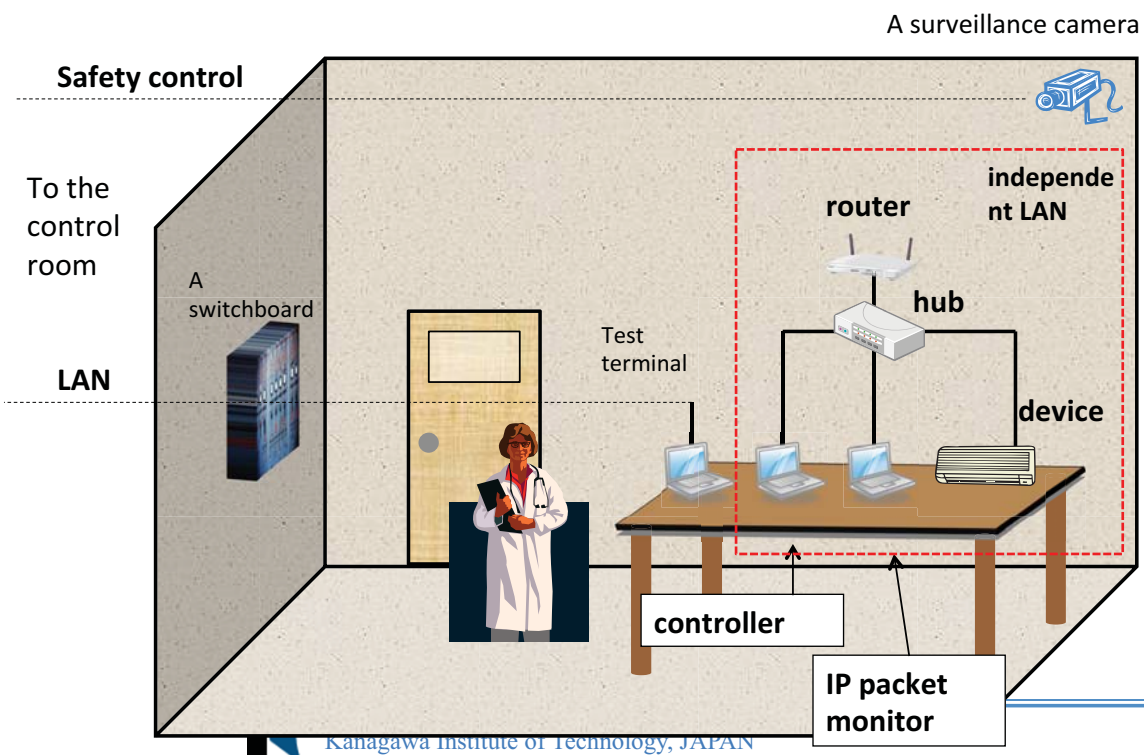 A surveillance camera
Safety control
To the
control
room
independe
nt LAN
router
A
switchboard
hub
Test
terminal
LAN
device
controller
IP packet
monitor
Kanagawa Institute of Technology, JAPAN